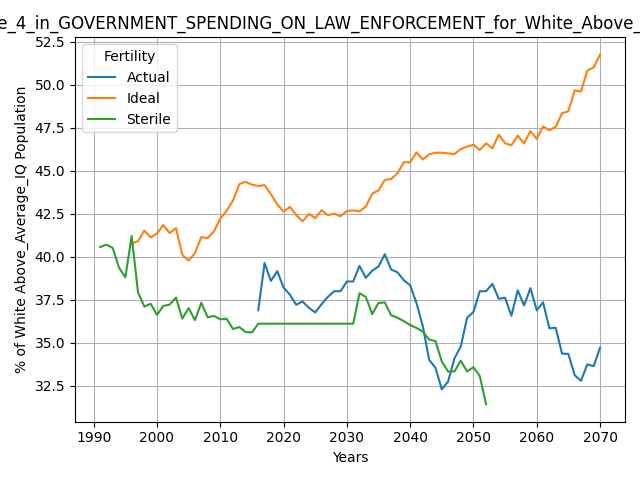 e_4_in_GOVERNMENT_SPENDING_ON_LAW_ENFORCEMENT_for_White_Above_
% of White Above_Average_IQ Population
52.5
50.0
47.5
45.0
42.5
40.0
37.5
35.0
32.5
Fertility
Actual
Ideal
Sterile
1990 2000 2010 2020 2030 2040 2050 2060 2070
Years